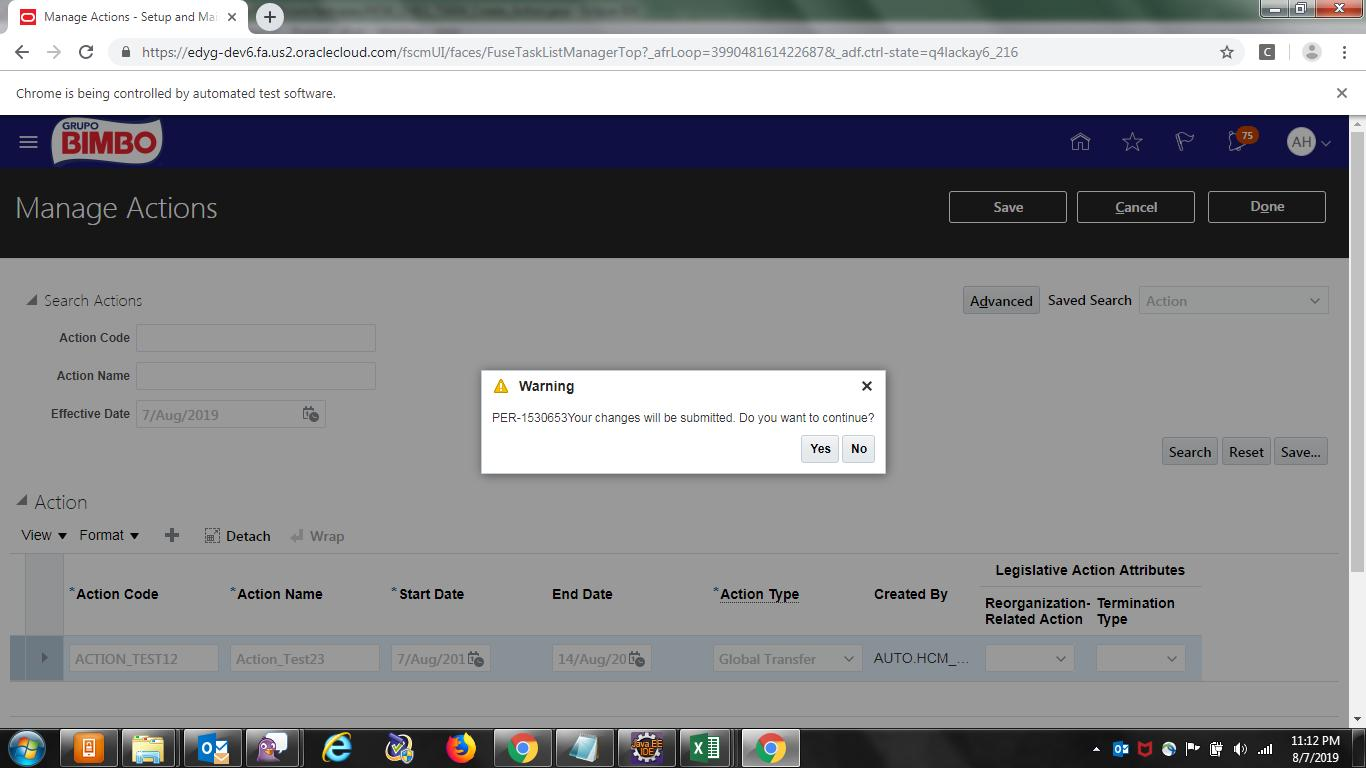 Manage Actions - Setup and Mai
https://edyg-dev6.fa.us2.oraclecloud.com/fscmUI/faces/FuseTaskListManagerTop?_afrLoop=399048161422687&_adf.ctrl-state=q4lackay6_216
C
Chrome is being controlled by automated test software.
GRUPO
BIMBO
75
AH
Manage Actions
Save
Cancel
Done
Search Actions
Advanced
Saved Search
Action
Action Code
Action Name
Effective Date
7/Aug/2019
Warning
PER-1530653Your changes will be submitted. Do you want to continue?
Yes
No
Search
Reset
Save...
Action
View
Format
Detach
Wrap
Legislative Action Attributes
*Action Code
*Action Name
*Start Date
End Date
*Action Type
Created By
Reorganization-
Related Action
Termination
Type
ACTION_TEST12
Action_Test23
7/Aug/201
14/Aug/20
Global Transfer
AUTO.HCM_...
Java EE
IDE
11:12 PM
8/7/2019